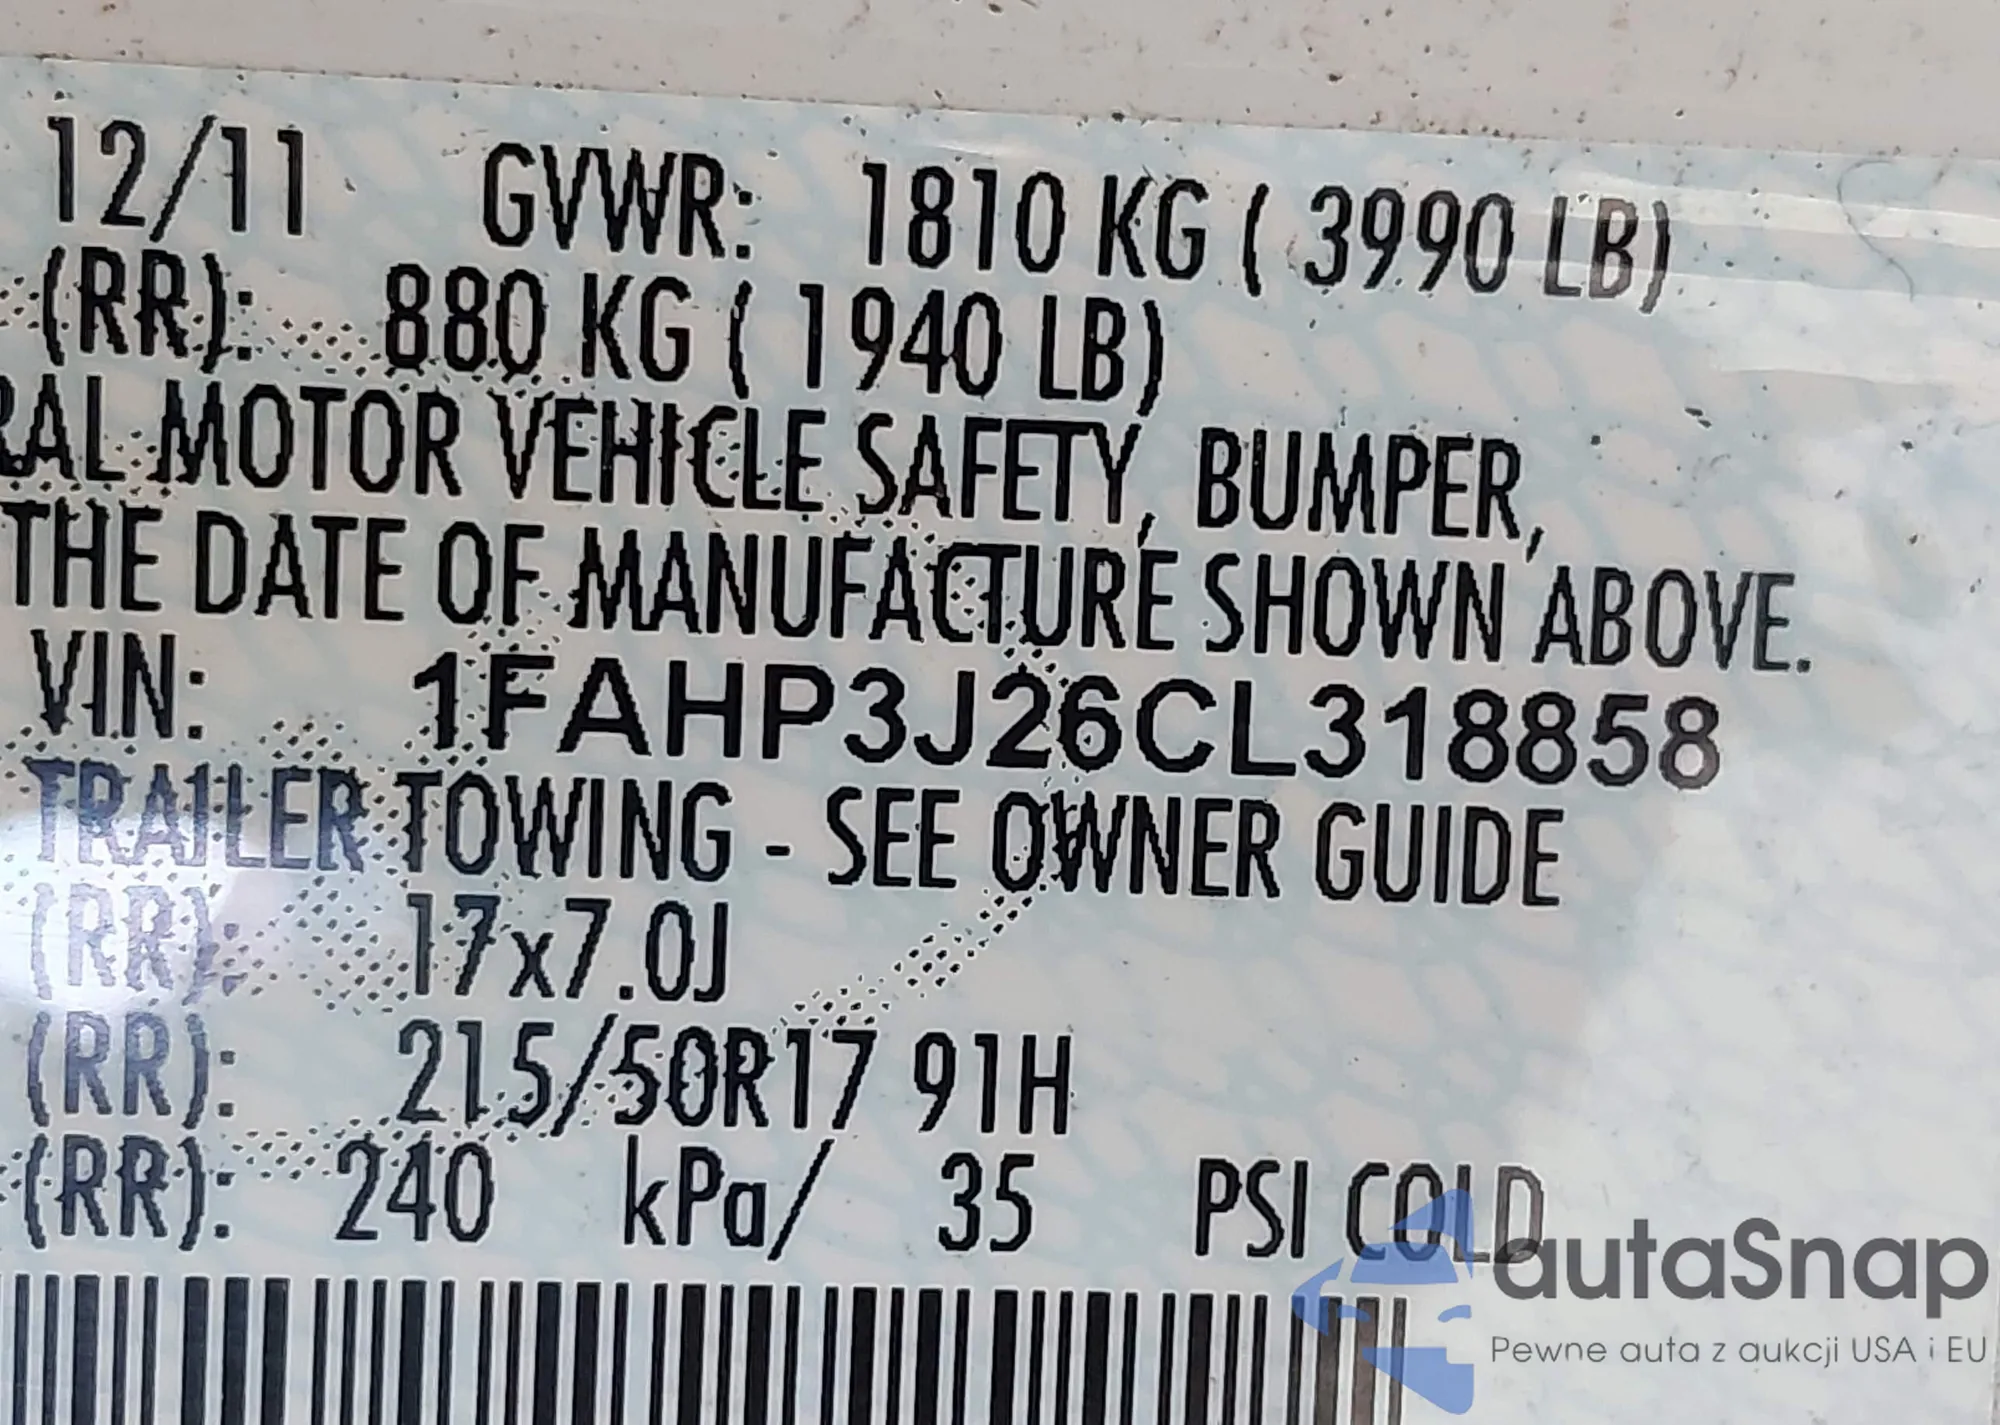 12/11 GVWR: 1810 KG ( 3990 LB)
(RR): 880 KG ( 1940 LB)
RAL MOTOR VEHICLE SAFETY, BUMPER,
THE DATE OF MANUFACTURE SHOWN ABOVE.
VIN: 1FAHP3J26CL318858
TRAILER TOWING - SEE OWNER GUIDE
(RR): 17x7.0J
(RR): 215/50R17 91H
(RR): 240 kPa/ 35 PSI COLD
autaSnap
Pewne auta z aukcji USA i EU